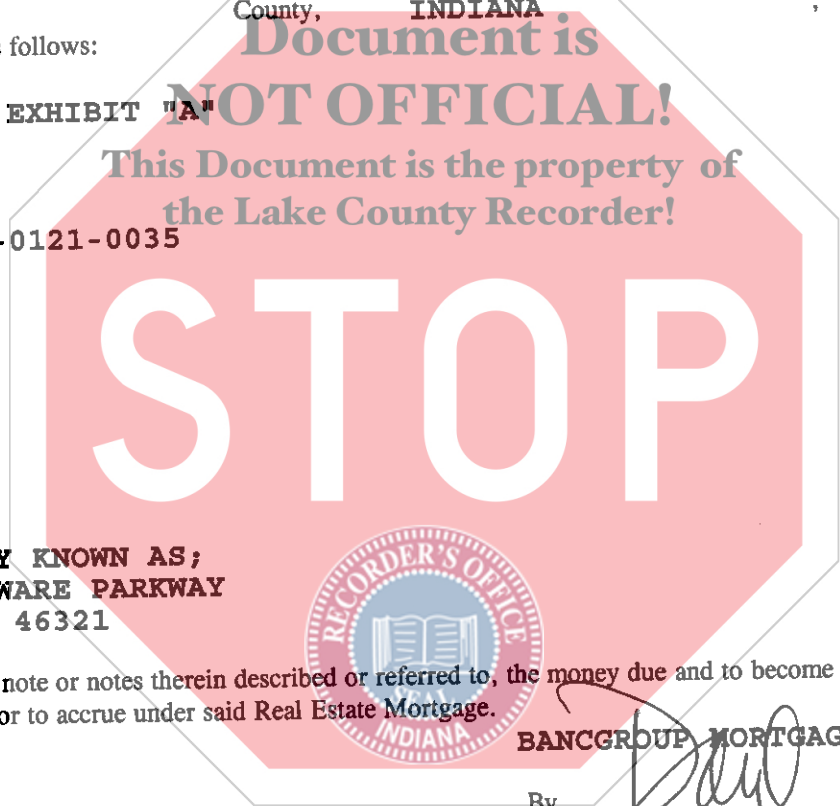 County, INDIANA ,
follows:
Document is
EXHIBIT "A"
NOT OFFICIAL!
This Document is the property of
the Lake County Recorder!
-0121-0035
STOP
Y KNOWN AS;
WARE PARKWAY
46321
RECORDER'S OFFICE
SEAL
INDIANA
note or notes therein described or referred to, the money due and to become
or to accrue under said Real Estate Mortgage.
BANCGROUP MORTGAG
By